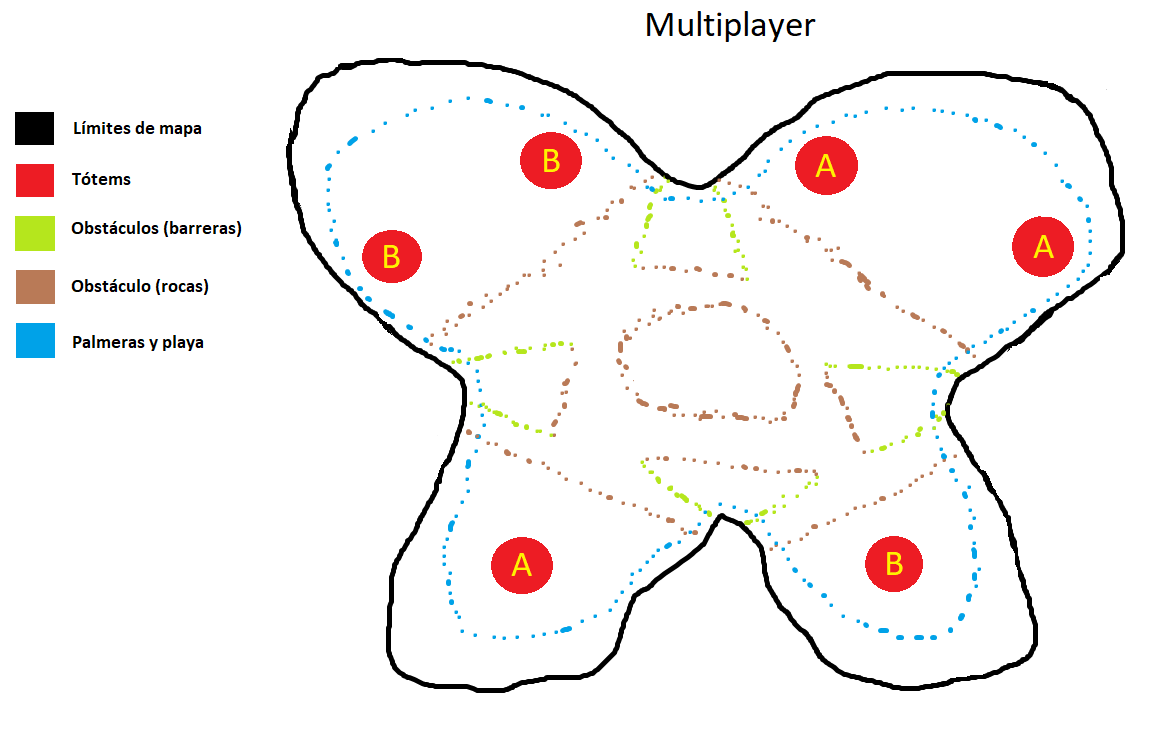 Multiplayer
Límites de mapa
Tótems
Obstáculos (barreras)
Obstáculo (rocas)
Palmeras y playa
B
A
B
A
A
B